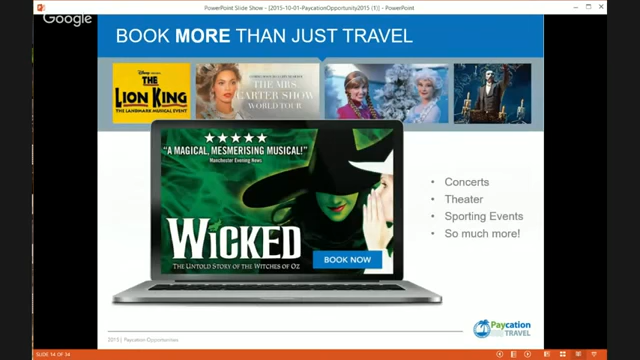 PowerPoint Slide Show - [2015-10-01-PaycationOpportunity2015 (1)] - PowerPoint
Google
BOOK MORE THAN JUST TRAVEL
Disney
THE
LION KING
THE LANDMARK MUSICAL EVENT
THE MRS.
CARTER SHOW
WORLD TOUR
★★★★★
"A MAGICAL, MESMERISING MUSICAL!"
Manchester Evening News
WICKED
THE UNTOLD STORY OF THE WITCHES OF OZ
BOOK NOW
• Concerts
• Theater
• Sporting Events
• So much more!
2015 | Paycation Opportunities
Paycation
TRAVEL
SLIDE 14 OF 34